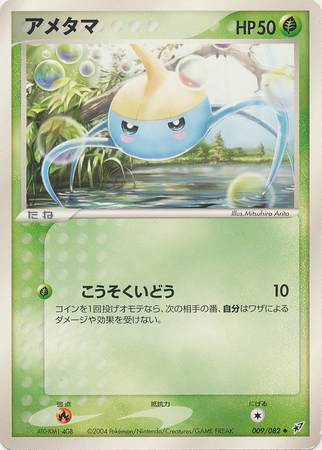 アメタマ HP50
たね
Illus. Mitsuhiro Arita
こうそくいどう 10
コインを1回投げオモテなら、次の相手の番、自分はワザによる
ダメージや効果を受けない。
弱点 抵抗力 にげる
ATO-KM1-4GB ©2004 Pokémon/Nintendo/Creatures/GAME FREAK 009/082 ◆